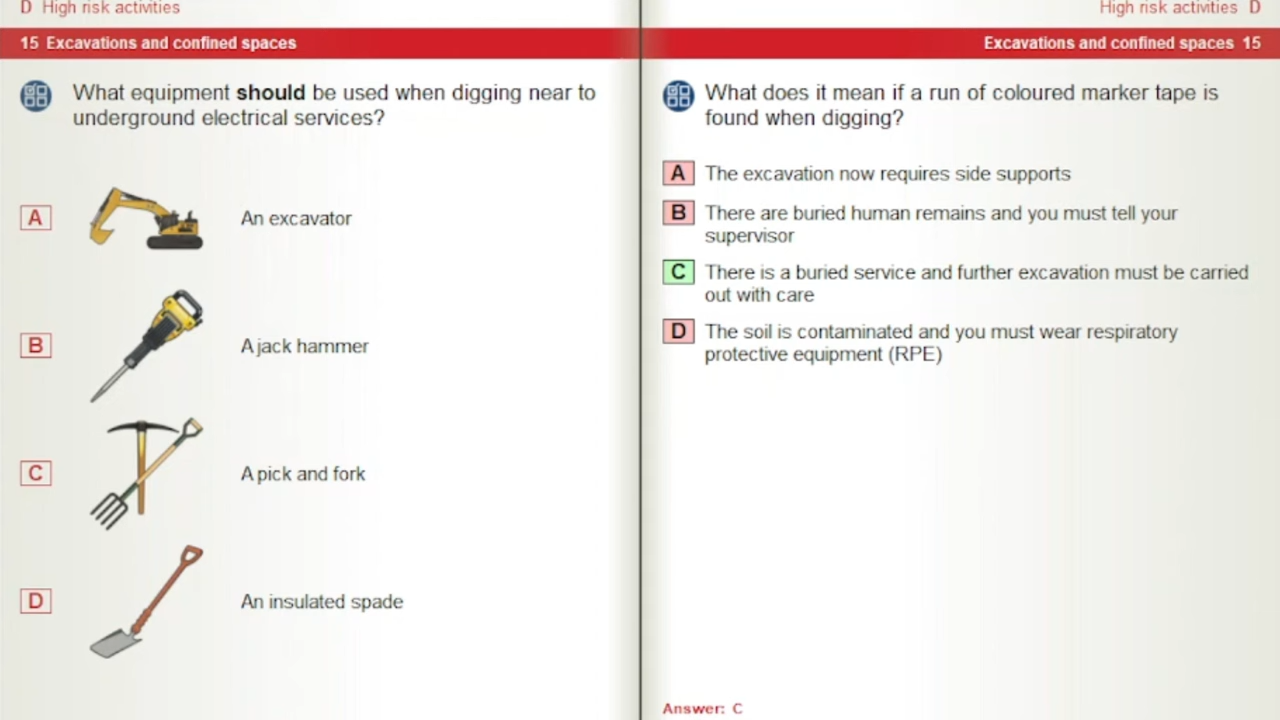 D High risk activities
15 Excavations and confined spaces
What equipment should be used when digging near to
underground electrical services?
A An excavator
B A jack hammer
C A pick and fork
D An insulated spade
High risk activities D
Excavations and confined spaces 15
What does it mean if a run of coloured marker tape is
found when digging?
A The excavation now requires side supports
B There are buried human remains and you must tell your
supervisor
C There is a buried service and further excavation must be carried
out with care
D The soil is contaminated and you must wear respiratory
protective equipment (RPE)
Answer: C